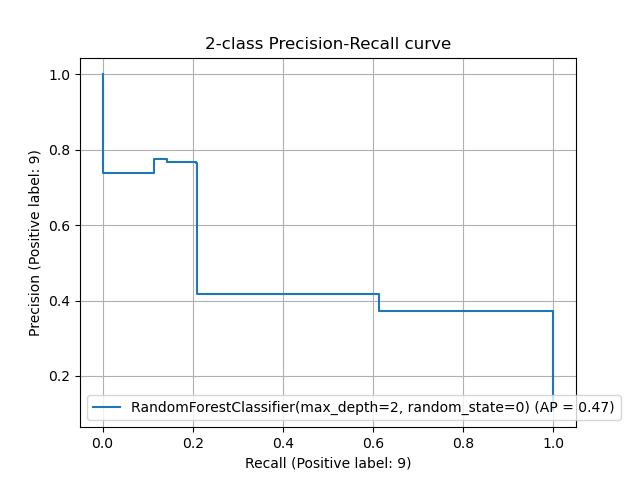 2-class Precision-Recall curve
1.0
0.8
0.6
0.4
0.2
Precision (Positive label: 9)
RandomForestClassifier(max_depth=2, random_state=0) (AP = 0.47)
0.0 0.2 0.4 0.6 0.8 1.0
Recall (Positive label: 9)